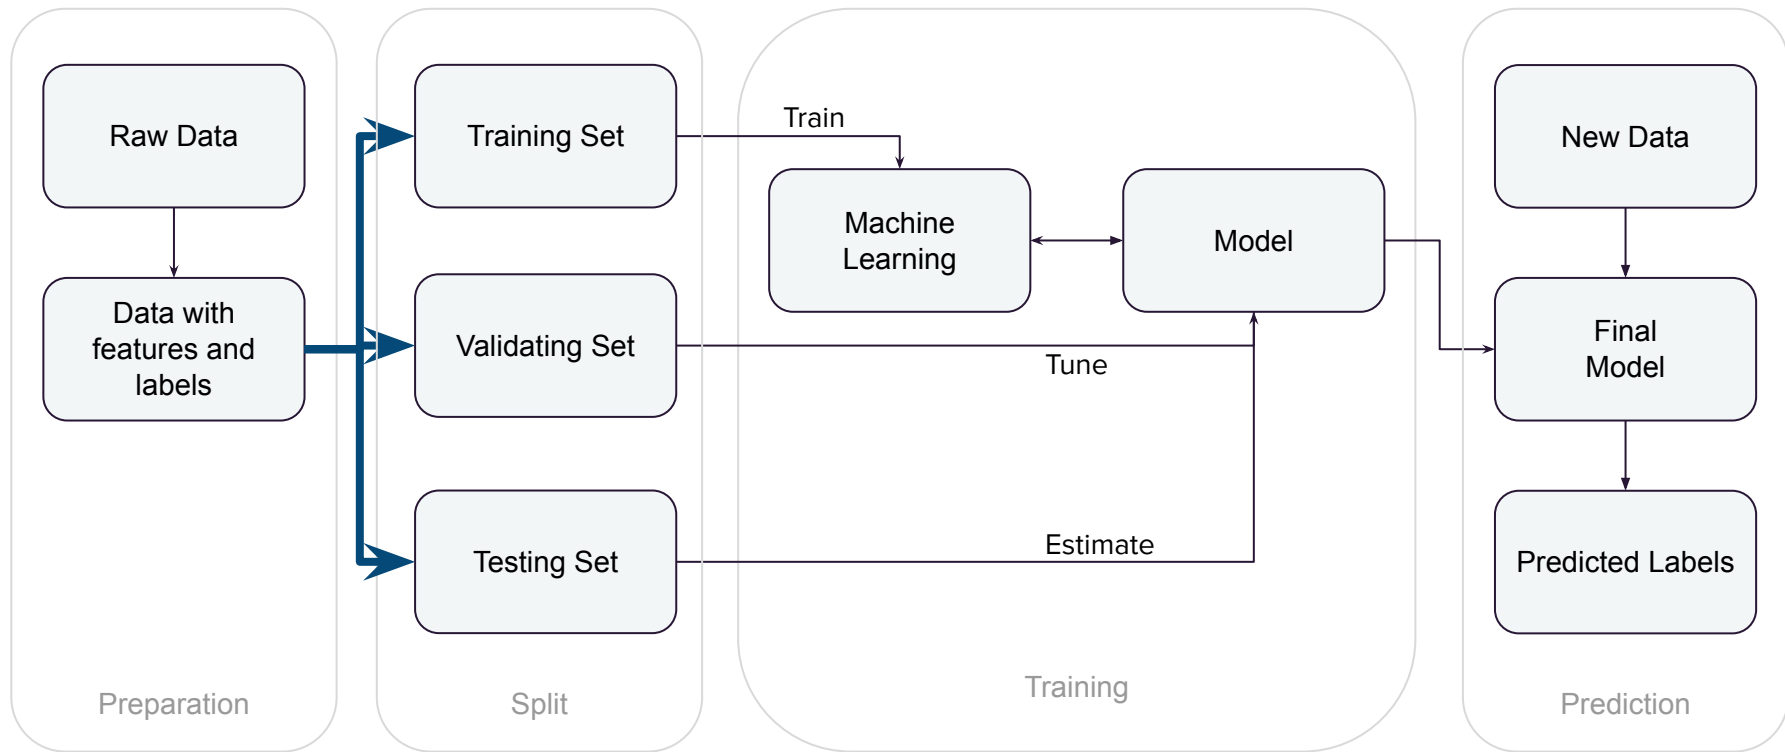 Raw Data
Data with
features and
labels
Preparation
Training Set
Validating Set
Testing Set
Split
Train
Machine
Learning
Model
Tune
Estimate
Training
New Data
Final
Model
Predicted Labels
Prediction